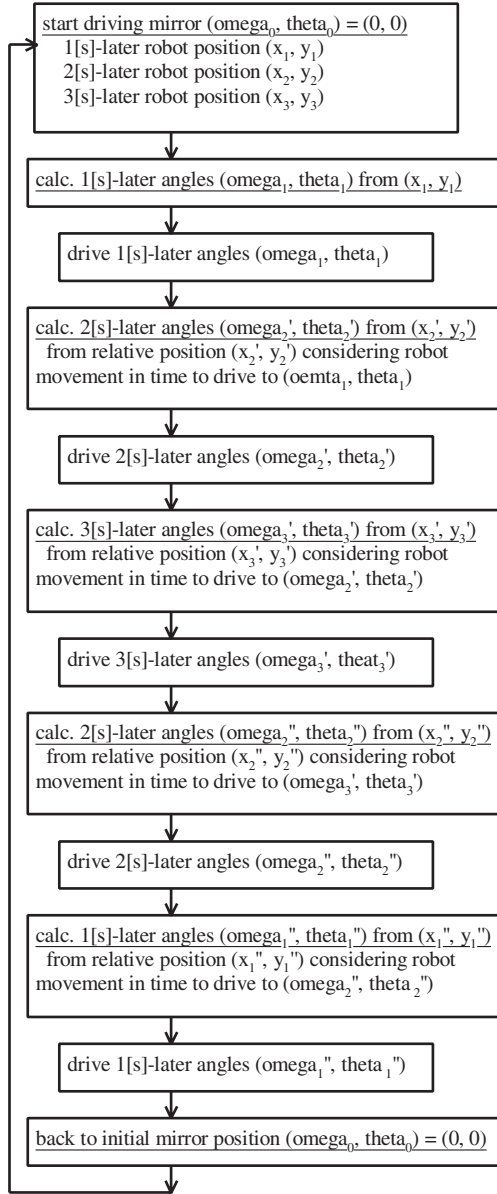 start driving mirror (omega₀, theta₀) = (0, 0)
1[s]-later robot position (x₁, y₁)
2[s]-later robot position (x₂, y₂)
3[s]-later robot position (x₃, y₃)
calc. 1[s]-later angles (omega₁, theta₁) from (x₁, y₁)
drive 1[s]-later angles (omega₁, theta₁)
calc. 2[s]-later angles (omega₂', theta₂') from (x₂', y₂')
from relative position (x₂', y₂') considering robot
movement in time to drive to (oemta₁, theta₁)
drive 2[s]-later angles (omega₂', theta₂')
calc. 3[s]-later angles (omega₃', theta₃') from (x₃', y₃')
from relative position (x₃', y₃') considering robot
movement in time to drive to (omega₂', theta₂')
drive 3[s]-later angles (omega₃', theat₃')
calc. 2[s]-later angles (omega₂", theta₂") from (x₂", y₂")
from relative position (x₂", y₂") considering robot
movement in time to drive to (omega₃', theta₃')
drive 2[s]-later angles (omega₂", theta₂")
calc. 1[s]-later angles (omega₁", theta₁") from (x₁", y₁")
from relative position (x₁", y₁") considering robot
movement in time to drive to (omega₂", theta₂")
drive 1[s]-later angles (omega₁", theta₁")
back to initial mirror position (omega₀, theta₀) = (0, 0)